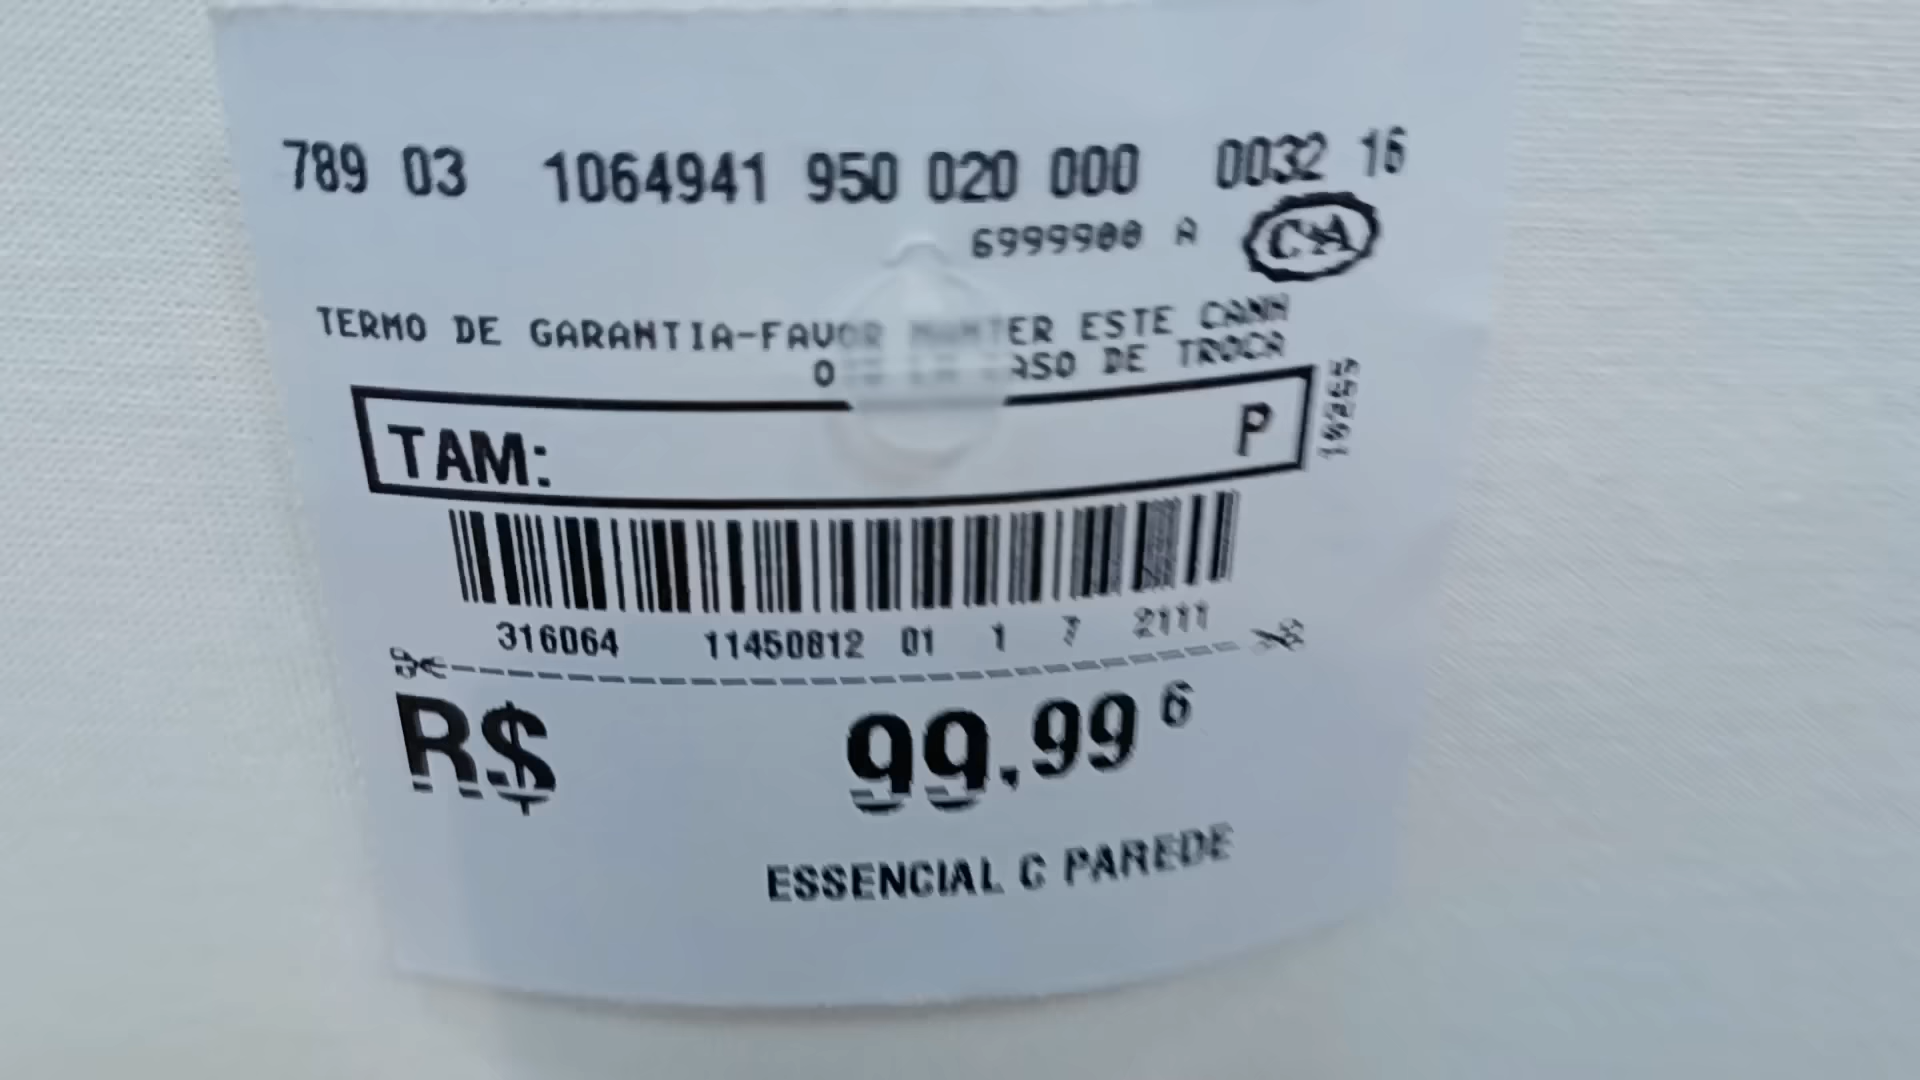 789 03 1064941 950 020 000 0032 16
6999900 A C&A
TERMO DE GARANTIA-FAVOR MANTER ESTE CANH
O ASO DE TROCA
TAM: P
316064 11450812 01 1 7 2111
R$ 99.99 6
ESSENCIAL C PAREDE